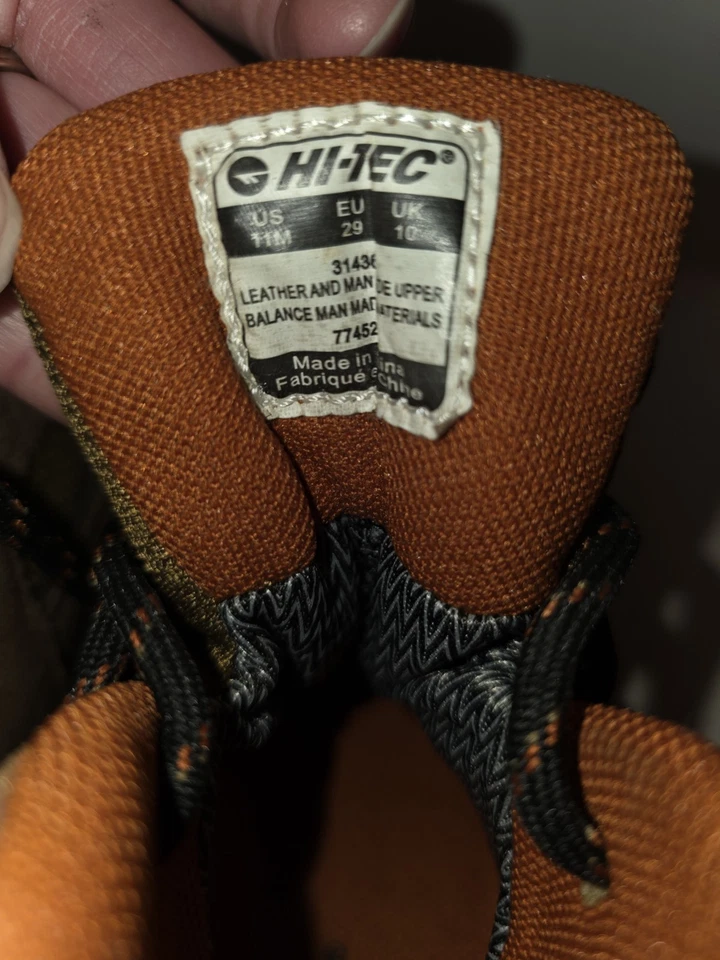 HI-TEC®
US EU UK
11M 29 10
31436
LEATHER AND MAN DE UPPER
BALANCE MAN MAD ATERIALS
77452
Made in ina
Fabriqué Chine